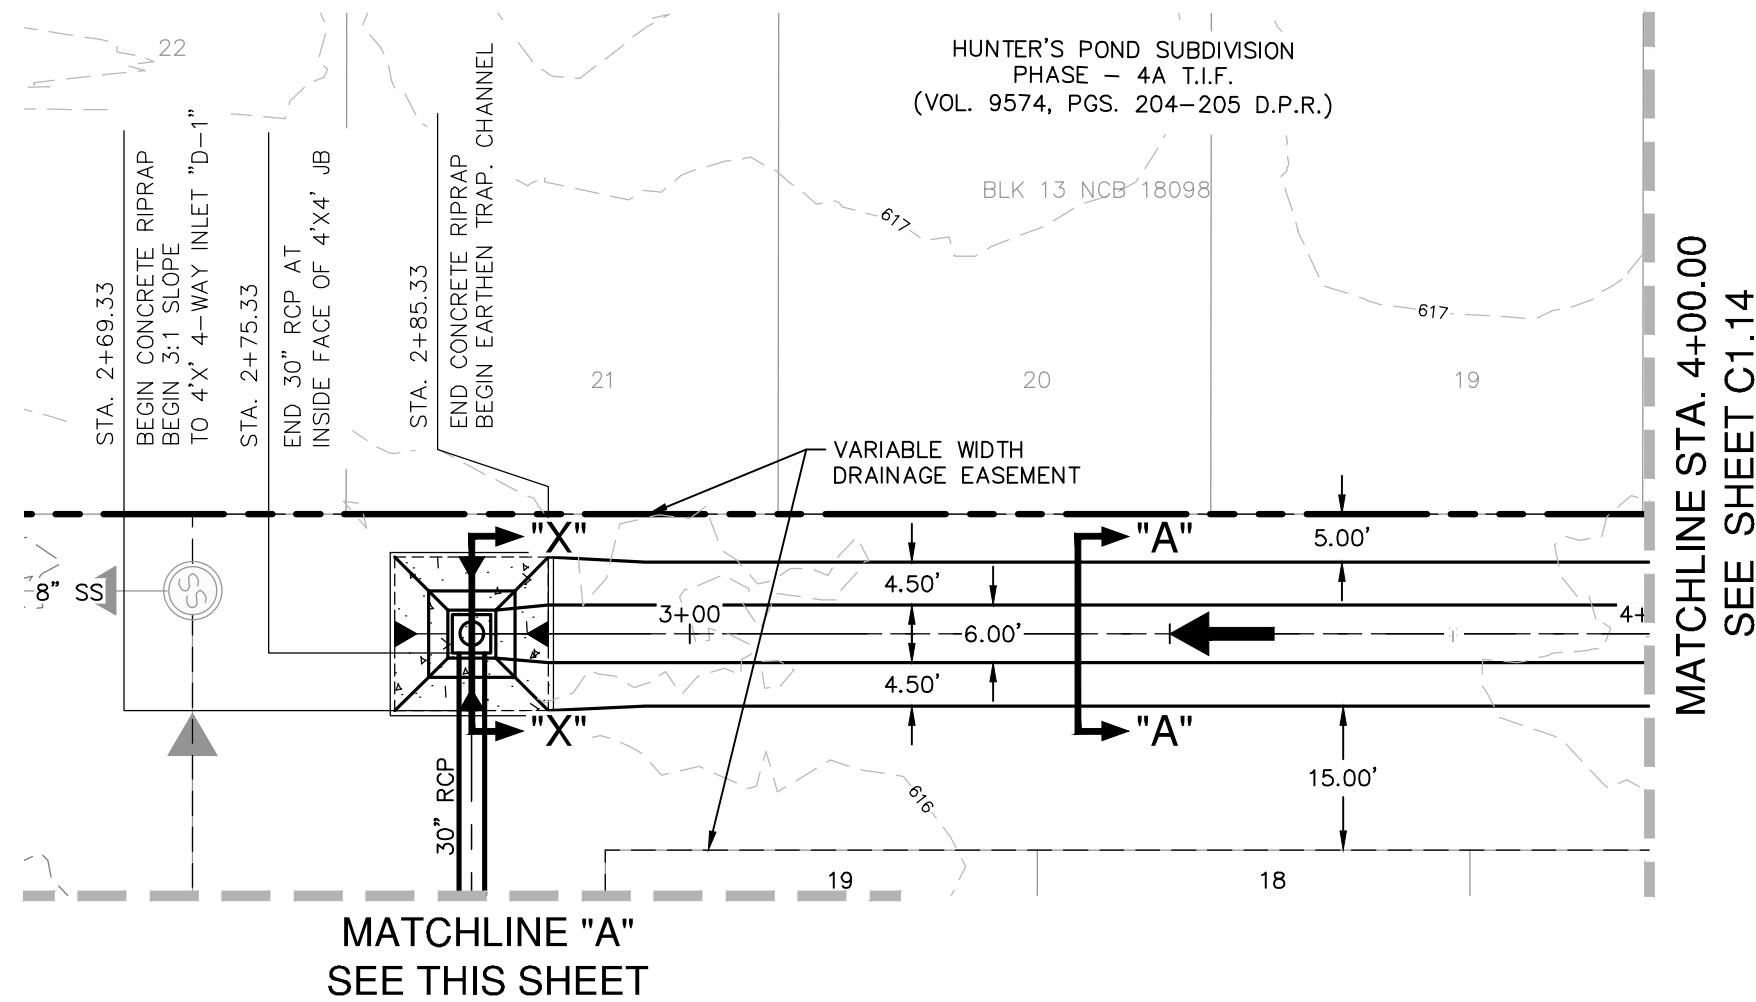 22
HUNTER'S POND SUBDIVISION
PHASE – 4A T.I.F.
(VOL. 9574, PGS. 204–205 D.P.R.)
BLK 13 NCB 18098
617
617
STA. 2+69.33
BEGIN CONCRETE RIPRAP
BEGIN 3:1 SLOPE
TO 4'X' 4–WAY INLET "D–1"
STA. 2+75.33
END 30" RCP AT
INSIDE FACE OF 4'X4' JB
STA. 2+85.33
END CONCRETE RIPRAP
BEGIN EARTHEN TRAP. CHANNEL
21
20
19
VARIABLE WIDTH
DRAINAGE EASEMENT
MATCHLINE STA. 4+00.00
SEE SHEET C1.14
"X"
"A"
5.00'
8" SS
SS
4.50'
3+00
6.00'
4+
4.50'
"X"
"A"
15.00'
30" RCP
616
19
18
MATCHLINE "A"
SEE THIS SHEET